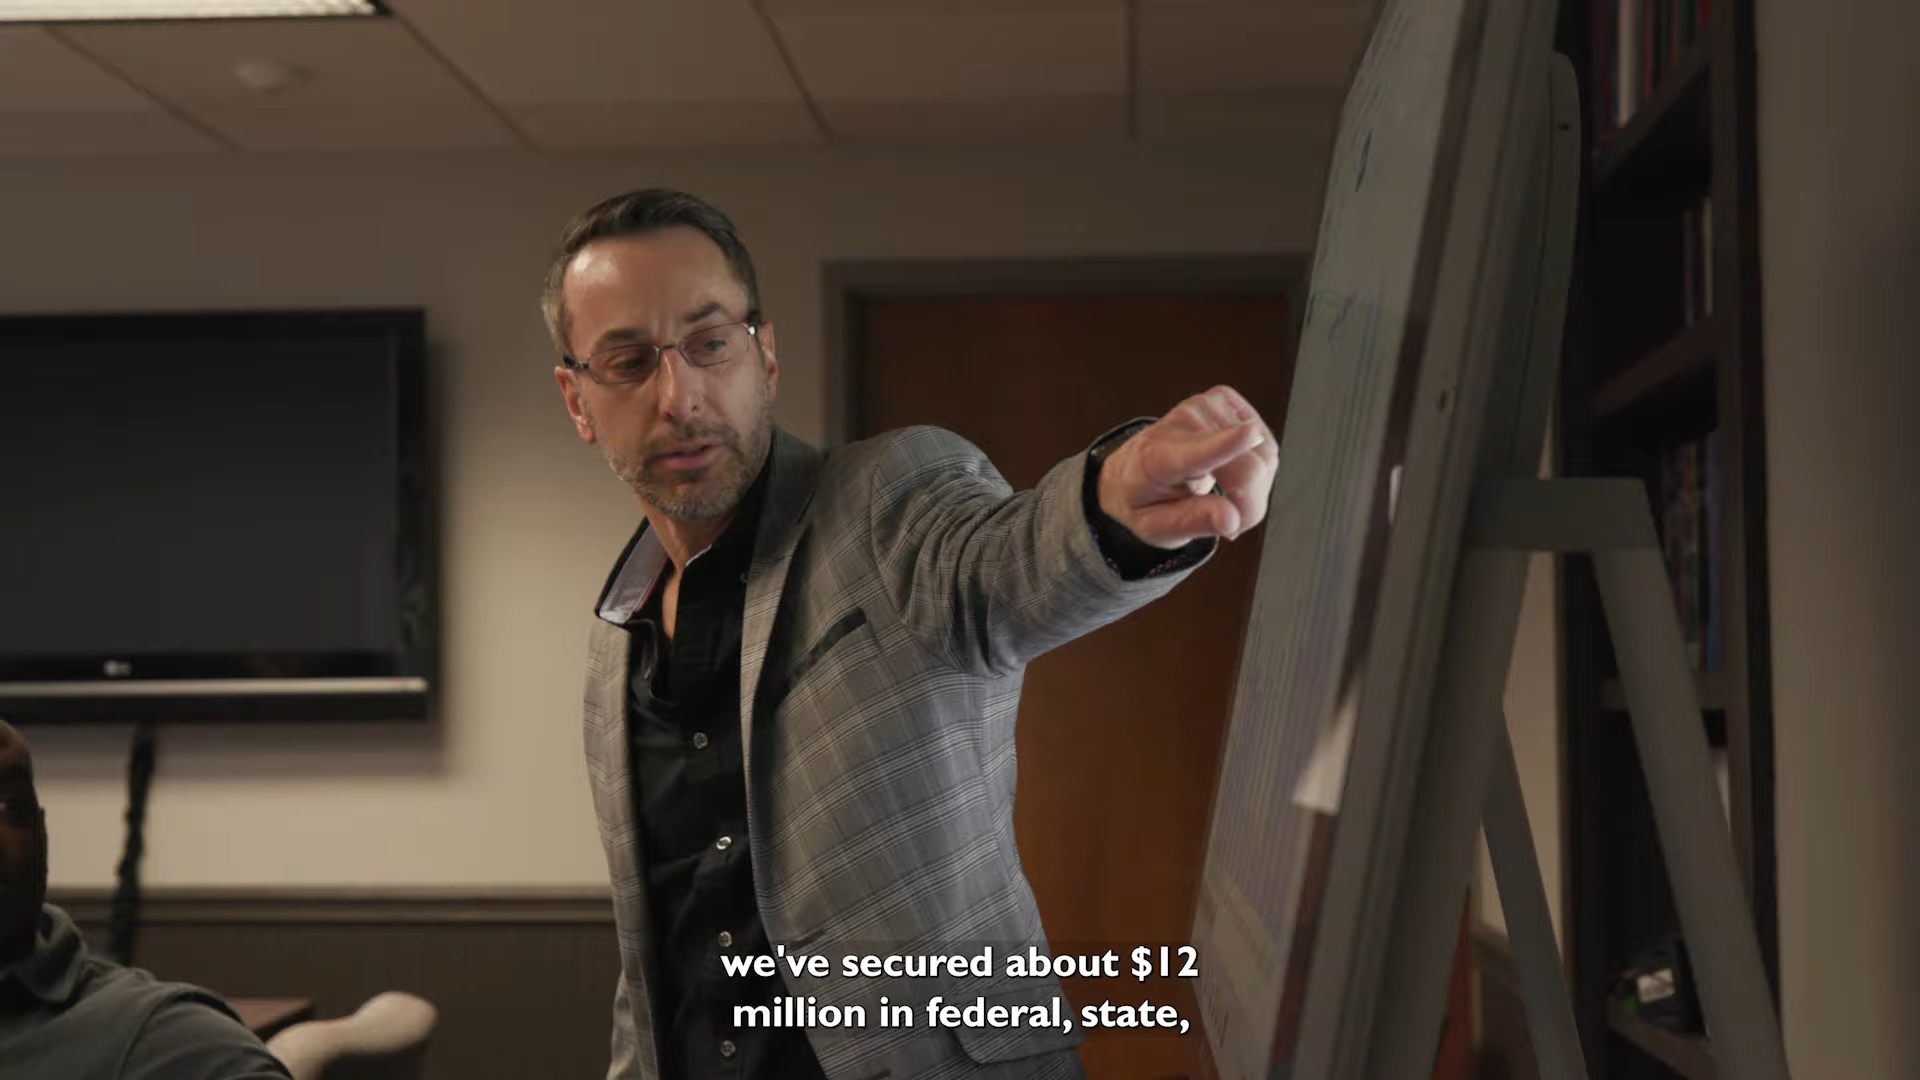 we've secured about $12
million in federal, state,